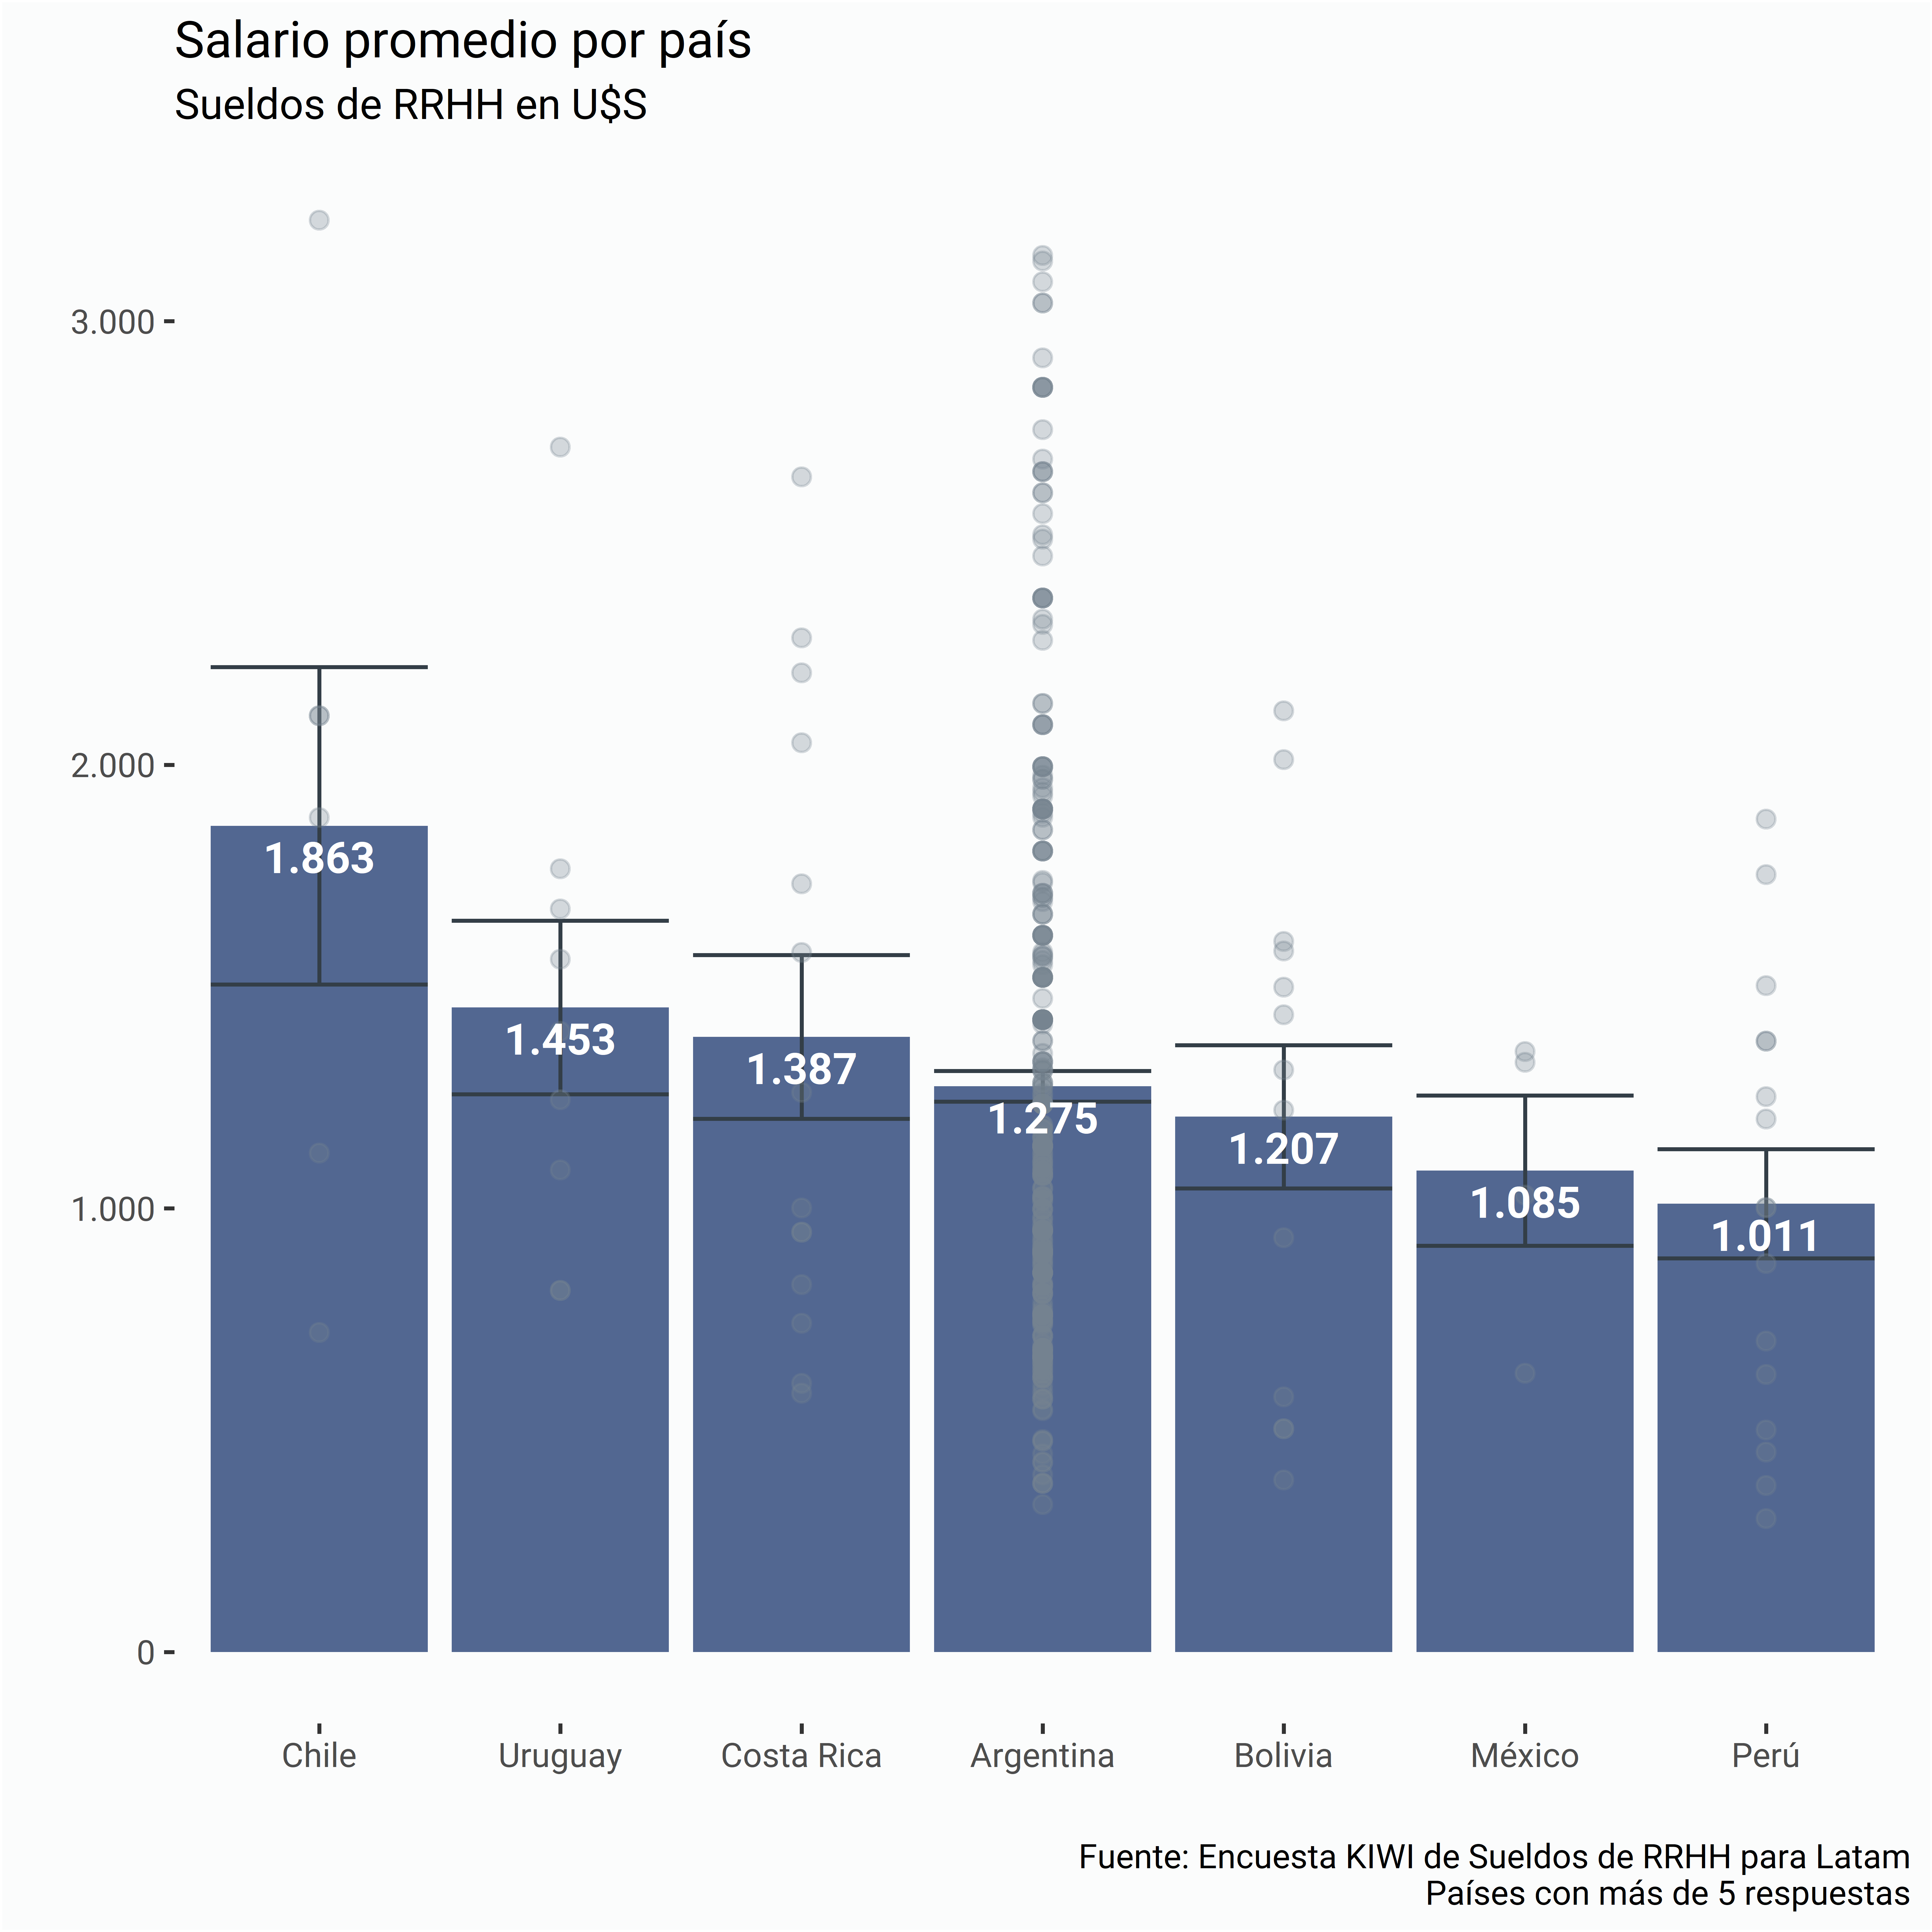 Salario promedio por país
Sueldos de RRHH en U$S
3.000
2.000
1.000
0
1.863
1.453
1.387
1.275
1.207
1.085
1.011
Chile
Uruguay
Costa Rica
Argentina
Bolivia
México
Perú
Fuente: Encuesta KIWI de Sueldos de RRHH para Latam
Países con más de 5 respuestas